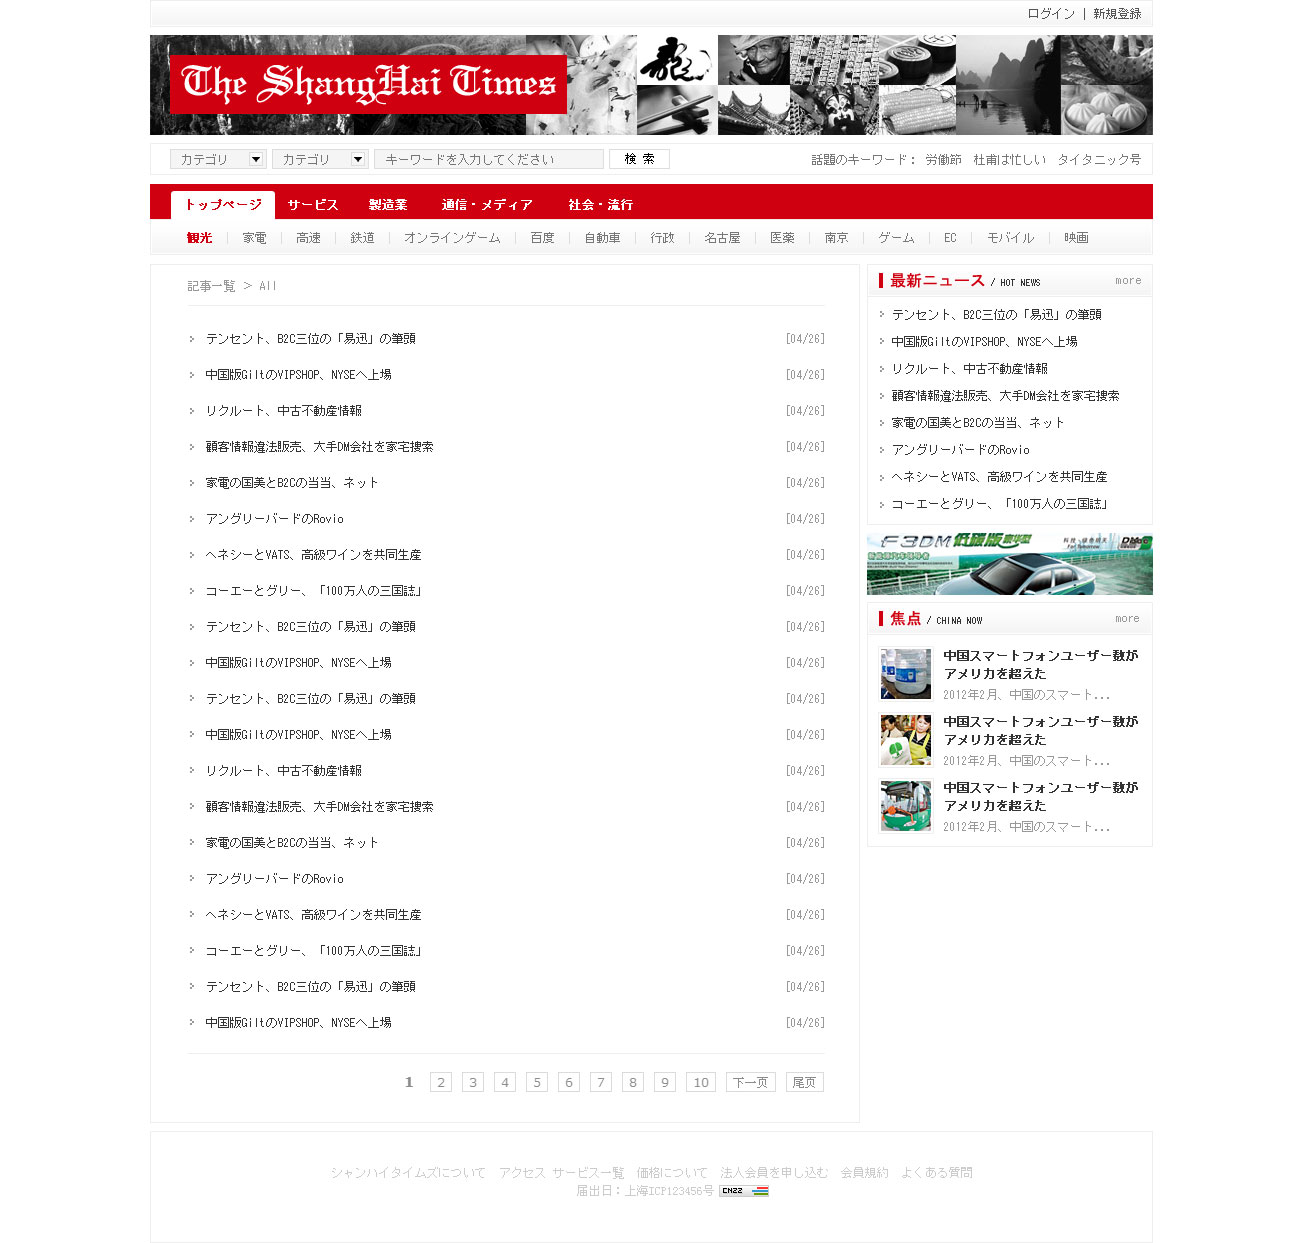 ログイン | 新規登録
The ShangHai Times
カテゴリ カテゴリ キーワードを入力してください 検 索 話題のキーワード： 労働節 杜甫は忙しい タイタニック号
トップページ サービス 製造業 通信・メディア 社会・流行
観光 家電 高速 鉄道 オンラインゲーム 百度 自動車 行政 名古屋 医薬 南京 ゲーム EC モバイル 映画
記事一覧 > All
テンセント、B2C三位の「易迅」の筆頭 [04/26]
中国版GiltのVIPSHOP、NYSEへ上場 [04/26]
リクルート、中古不動産情報 [04/26]
顧客情報違法販売、大手DM会社を家宅捜索 [04/26]
家電の国美とB2Cの当当、ネット [04/26]
アングリーバードのRovio [04/26]
ヘネシーとVATS、高級ワインを共同生産 [04/26]
コーエーとグリー、「100万人の三国誌」 [04/26]
テンセント、B2C三位の「易迅」の筆頭 [04/26]
中国版GiltのVIPSHOP、NYSEへ上場 [04/26]
テンセント、B2C三位の「易迅」の筆頭 [04/26]
中国版GiltのVIPSHOP、NYSEへ上場 [04/26]
リクルート、中古不動産情報 [04/26]
顧客情報違法販売、大手DM会社を家宅捜索 [04/26]
家電の国美とB2Cの当当、ネット [04/26]
アングリーバードのRovio [04/26]
ヘネシーとVATS、高級ワインを共同生産 [04/26]
コーエーとグリー、「100万人の三国誌」 [04/26]
テンセント、B2C三位の「易迅」の筆頭 [04/26]
中国版GiltのVIPSHOP、NYSEへ上場 [04/26]
1 2 3 4 5 6 7 8 9 10 下一页 尾页
最新ニュース / HOT NEWS more
テンセント、B2C三位の「易迅」の筆頭
中国版GiltのVIPSHOP、NYSEへ上場
リクルート、中古不動産情報
顧客情報違法販売、大手DM会社を家宅捜索
家電の国美とB2Cの当当、ネット
アングリーバードのRovio
ヘネシーとVATS、高級ワインを共同生産
コーエーとグリー、「100万人の三国誌」
F3DM 低碳版 豪华型
焦点 / CHINA NOW more
中国スマートフォンユーザー数が
アメリカを超えた
2012年2月、中国のスマート...
中国スマートフォンユーザー数が
アメリカを超えた
2012年2月、中国のスマート...
中国スマートフォンユーザー数が
アメリカを超えた
2012年2月、中国のスマート...
シャンハイタイムズについて アクセス サービス一覧 価格について 法人会員を申し込む 会員規約 よくある質問
届出日：上海ICP123456号 CNZZ